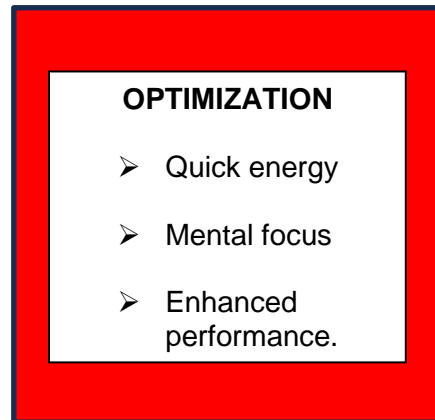 OPTIMIZATION
➢ Quick energy
➢ Mental focus
➢ Enhanced
performance.